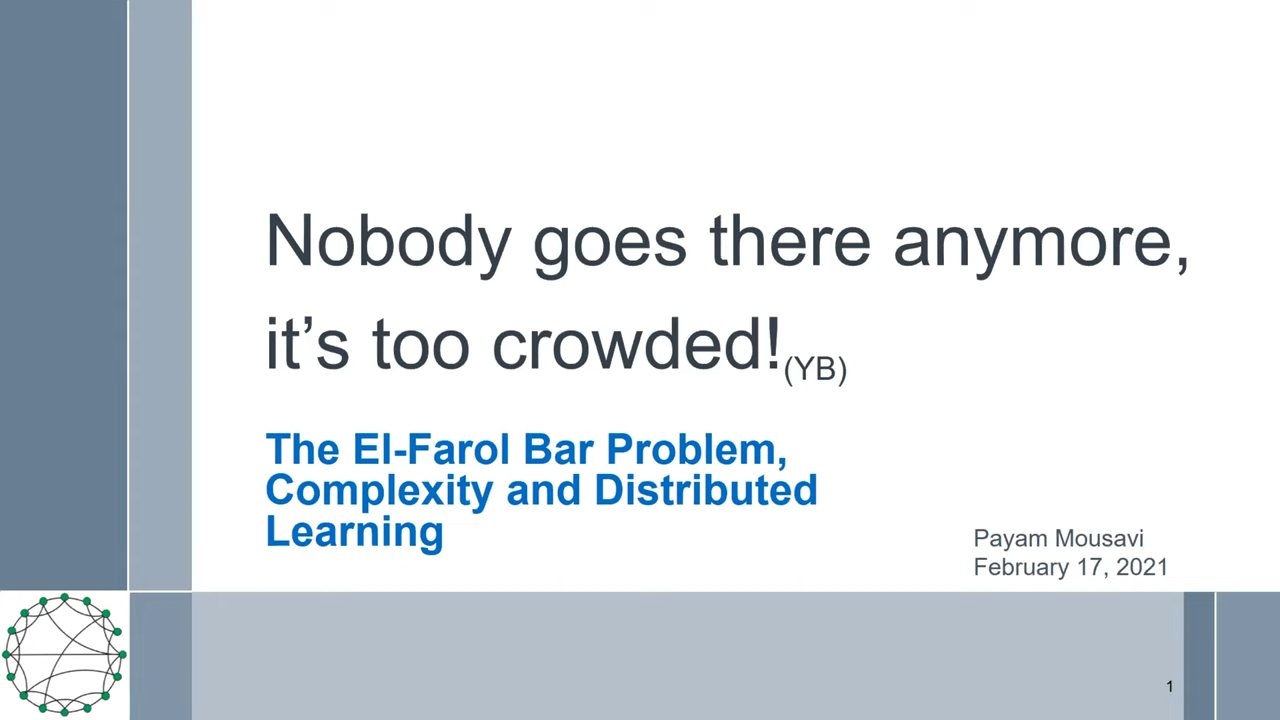 Nobody goes there anymore,
it’s too crowded!(YB)
The El-Farol Bar Problem,
Complexity and Distributed
Learning
Payam Mousavi
February 17, 2021
1